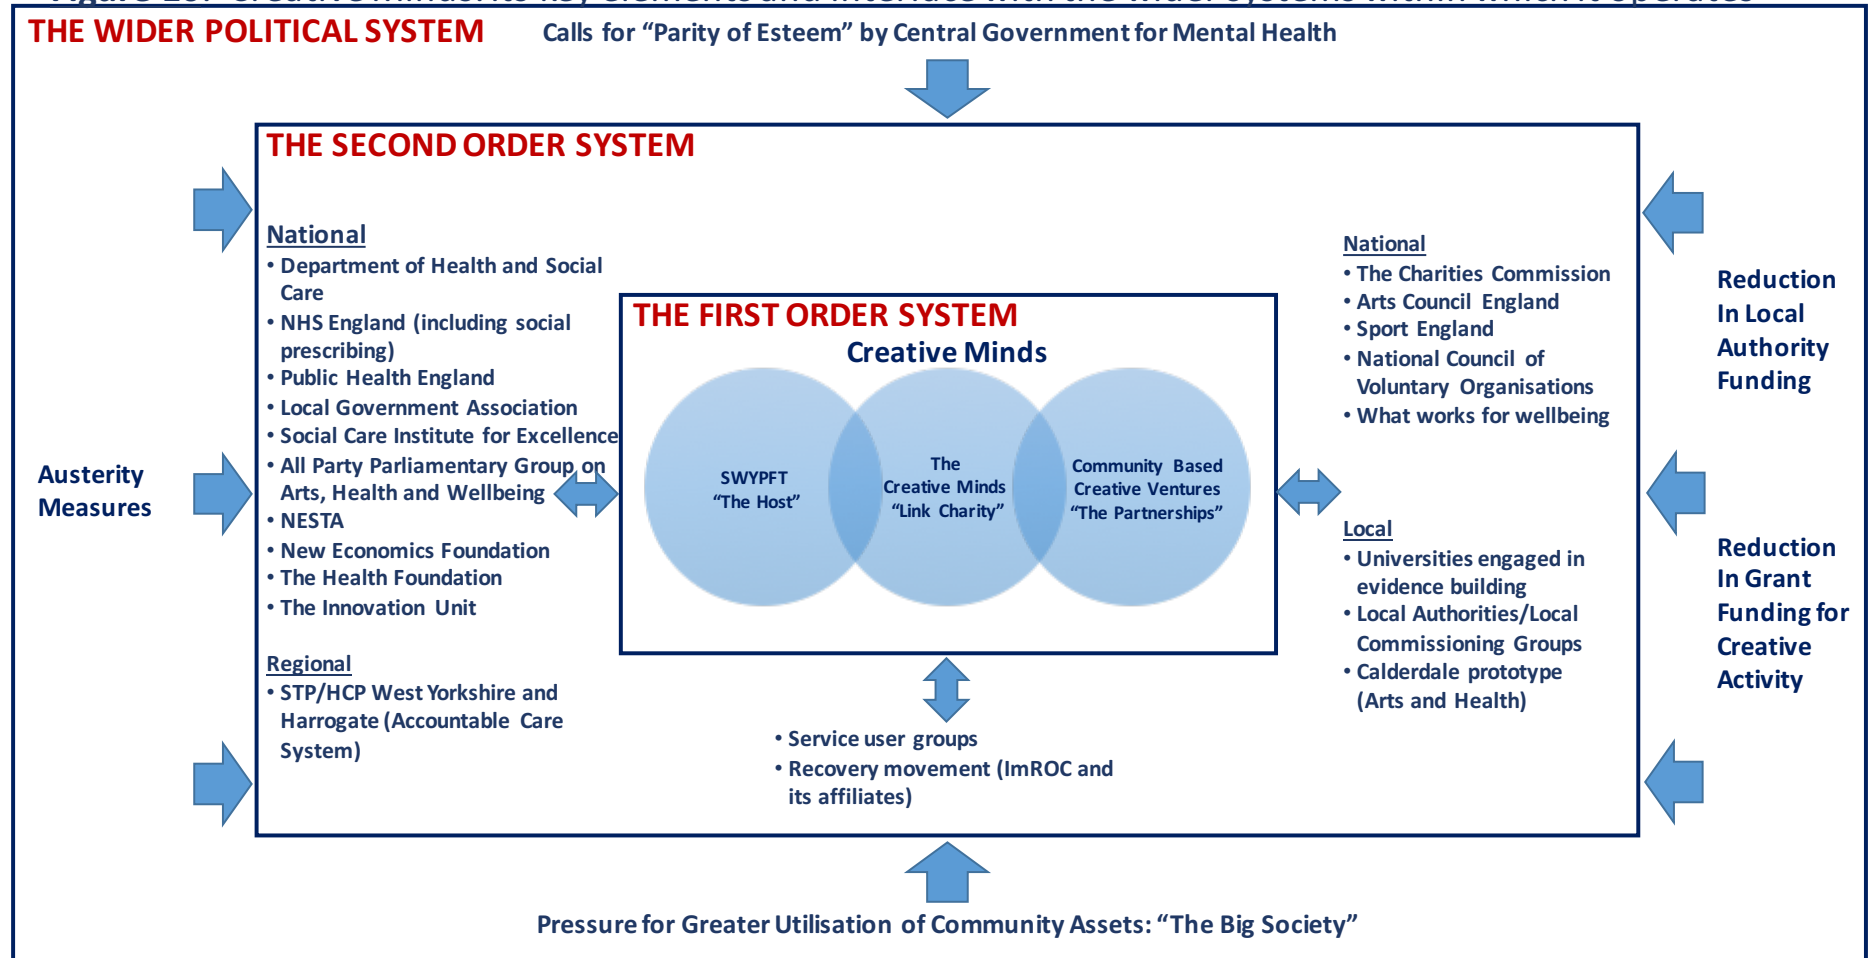 THE WIDER POLITICAL SYSTEM
Calls for “Parity of Esteem” by Central Government for Mental Health
THE SECOND ORDER SYSTEM
National
• Department of Health and Social
Care
• NHS England (including social
prescribing)
• Public Health England
• Local Government Association
• Social Care Institute for Excellence
• All Party Parliamentary Group on
Arts, Health and Wellbeing
• NESTA
• New Economics Foundation
• The Health Foundation
• The Innovation Unit
Regional
• STP/HCP West Yorkshire and
Harrogate (Accountable Care
System)
THE FIRST ORDER SYSTEM
Creative Minds
SWYPFT
“The Host”
The
Creative Minds
“Link Charity”
Community Based
Creative Ventures
“The Partnerships”
• Service user groups
• Recovery movement (ImROC and
its affiliates)
National
• The Charities Commission
• Arts Council England
• Sport England
• National Council of
Voluntary Organisations
• What works for wellbeing
Local
• Universities engaged in
evidence building
• Local Authorities/Local
Commissioning Groups
• Calderdale prototype
(Arts and Health)
Austerity
Measures
Reduction
In Local
Authority
Funding
Reduction
In Grant
Funding for
Creative
Activity
Pressure for Greater Utilisation of Community Assets: “The Big Society”